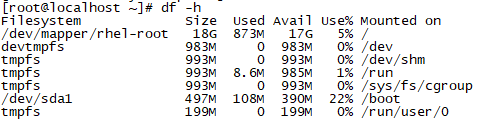 [root@localhost ~]# df -h
Filesystem Size Used Avail Use% Mounted on
/dev/mapper/rhel-root 18G 873M 17G 5% /
devtmpfs 983M 0 983M 0% /dev
tmpfs 993M 0 993M 0% /dev/shm
tmpfs 993M 8.6M 985M 1% /run
tmpfs 993M 0 993M 0% /sys/fs/cgroup
/dev/sda1 497M 108M 390M 22% /boot
tmpfs 199M 0 199M 0% /run/user/0